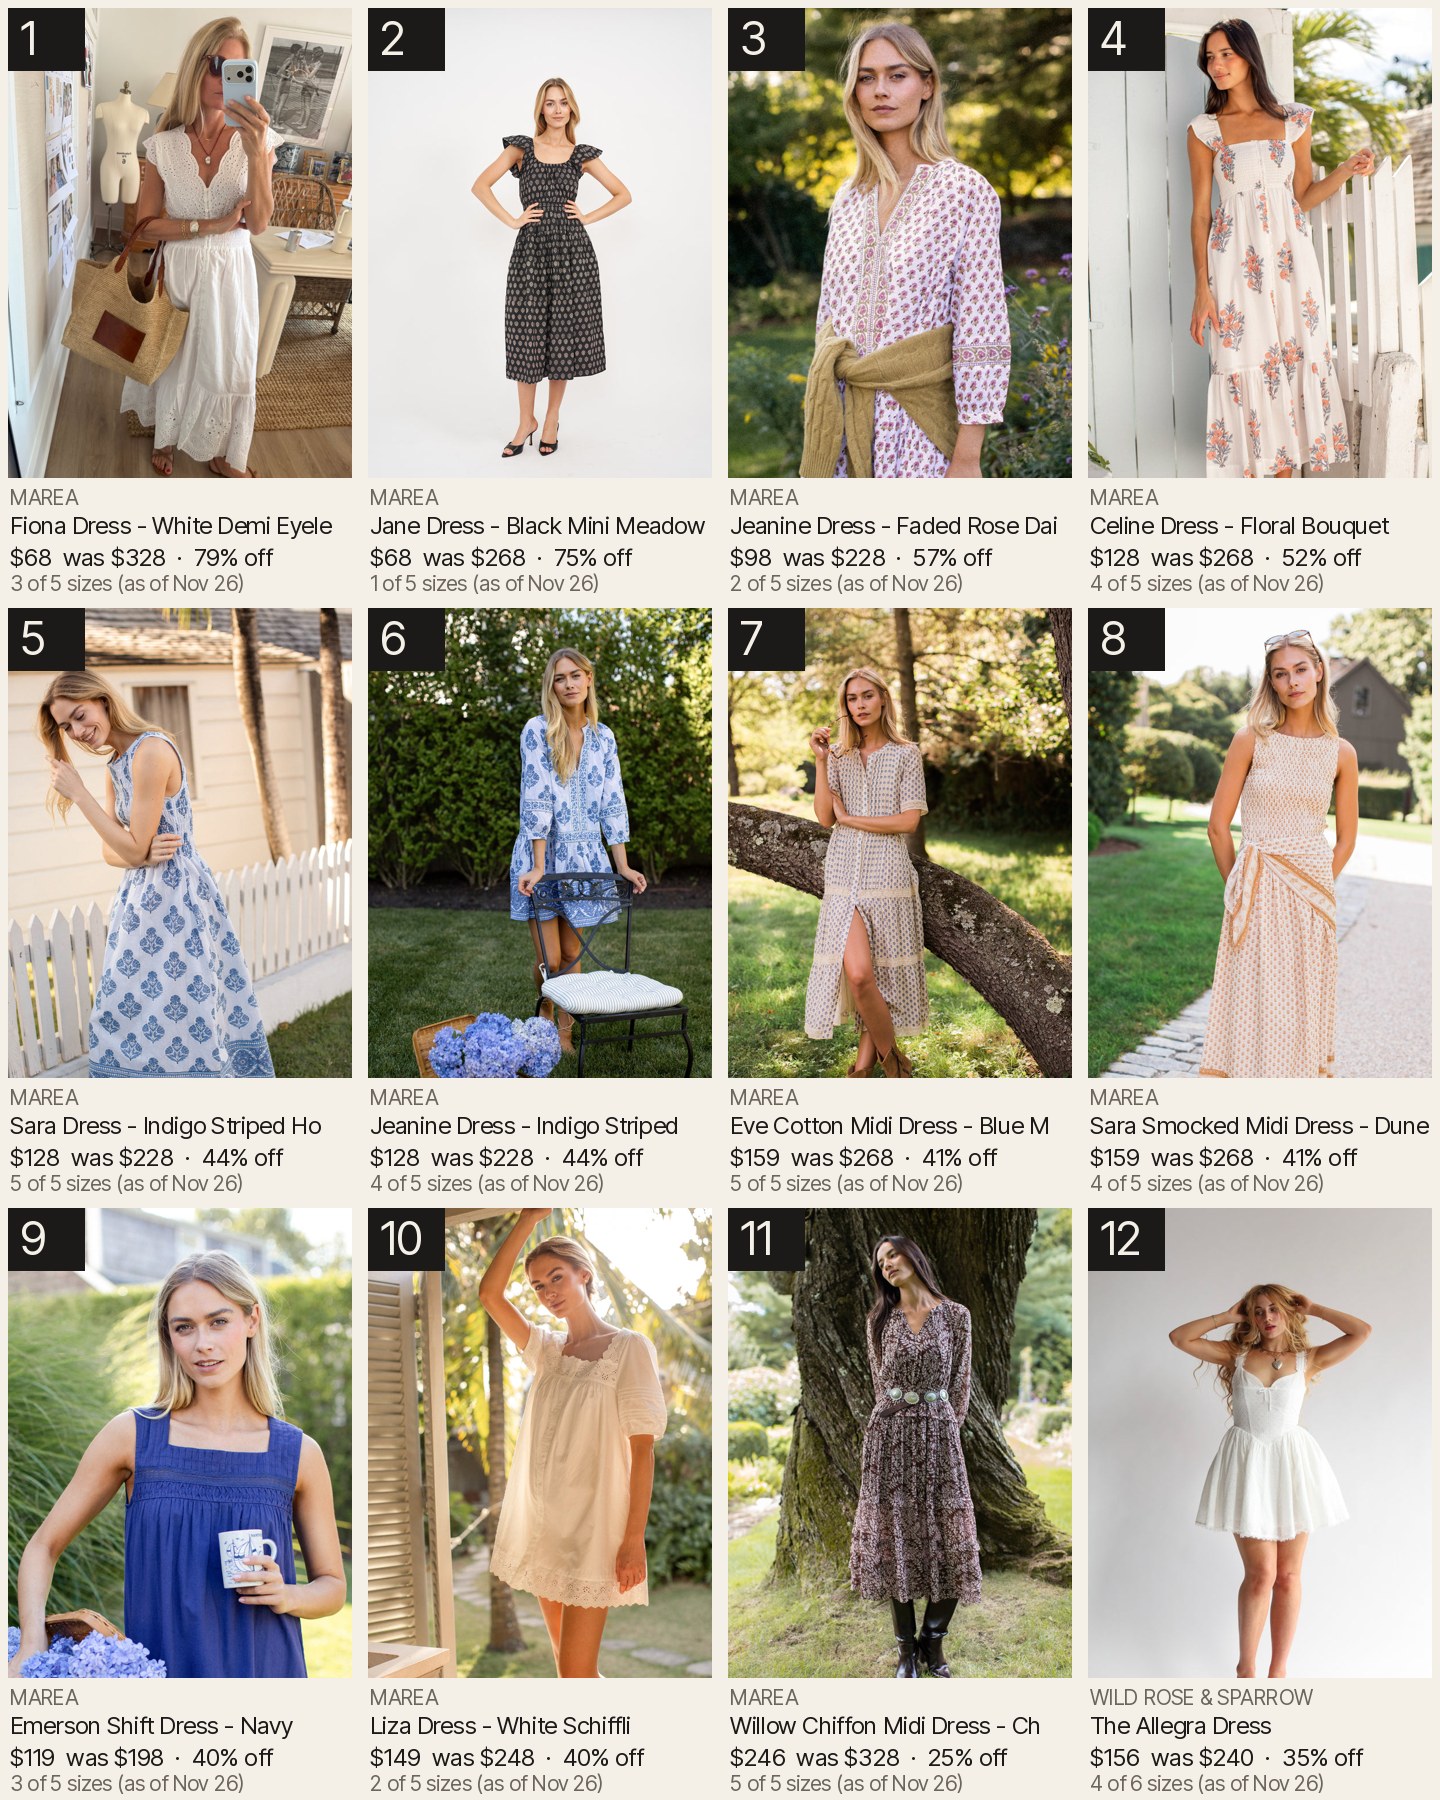 1
MAREA
Fiona Dress - White Demi Eyele
$68 was $328 · 79% off
3 of 5 sizes (as of Nov 26)
2
MAREA
Jane Dress - Black Mini Meadow
$68 was $268 · 75% off
1 of 5 sizes (as of Nov 26)
3
MAREA
Jeanine Dress - Faded Rose Dai
$98 was $228 · 57% off
2 of 5 sizes (as of Nov 26)
4
MAREA
Celine Dress - Floral Bouquet
$128 was $268 · 52% off
4 of 5 sizes (as of Nov 26)
5
MAREA
Sara Dress - Indigo Striped Ho
$128 was $228 · 44% off
5 of 5 sizes (as of Nov 26)
6
MAREA
Jeanine Dress - Indigo Striped
$128 was $228 · 44% off
4 of 5 sizes (as of Nov 26)
7
MAREA
Eve Cotton Midi Dress - Blue M
$159 was $268 · 41% off
5 of 5 sizes (as of Nov 26)
8
MAREA
Sara Smocked Midi Dress - Dune
$159 was $268 · 41% off
4 of 5 sizes (as of Nov 26)
9
MAREA
Emerson Shift Dress - Navy
$119 was $198 · 40% off
3 of 5 sizes (as of Nov 26)
10
MAREA
Liza Dress - White Schiffli
$149 was $248 · 40% off
2 of 5 sizes (as of Nov 26)
11
MAREA
Willow Chiffon Midi Dress - Ch
$246 was $328 · 25% off
5 of 5 sizes (as of Nov 26)
12
WILD ROSE & SPARROW
The Allegra Dress
$156 was $240 · 35% off
4 of 6 sizes (as of Nov 26)